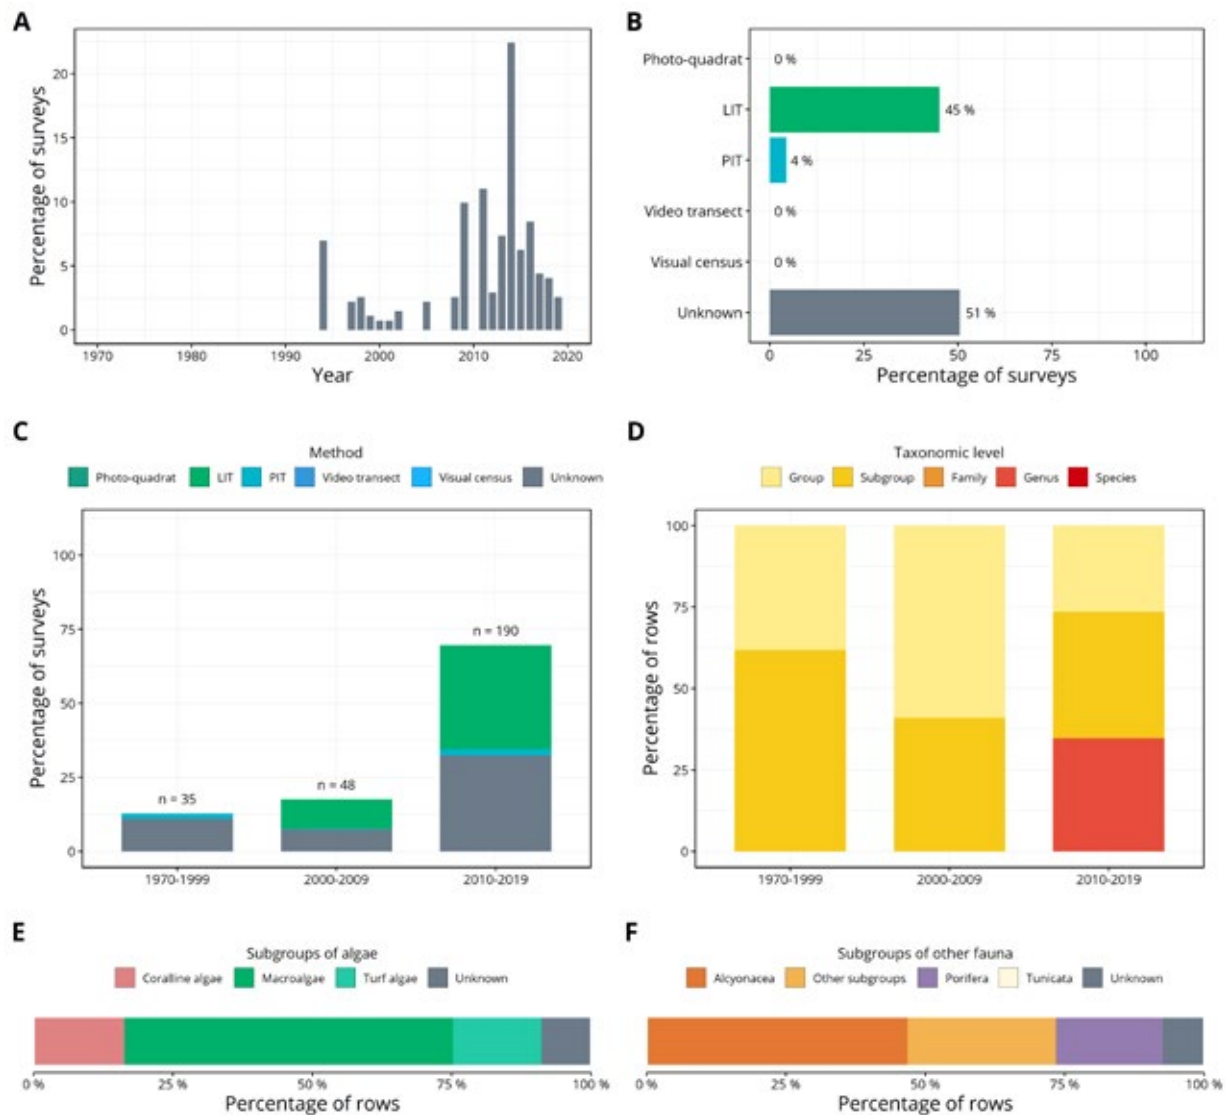 A
Percentage of surveys
20
15
10
5
0
1970 1980 1990 2000 2010 2020
Year
B
Photo-quadrat 0 %
LIT 45 %
PIT 4 %
Video transect 0 %
Visual census 0 %
Unknown 51 %
0 25 50 75 100
Percentage of surveys
C
Method
Photo-quadrat LIT PIT Video transect Visual census Unknown
Percentage of surveys
100
75
50
25
0
n = 35
n = 48
n = 190
1970-1999 2000-2009 2010-2019
D
Taxonomic level
Group Subgroup Family Genus Species
Percentage of rows
100
75
50
25
0
1970-1999 2000-2009 2010-2019
E
Subgroups of algae
Coralline algae Macroalgae Turf algae Unknown
0 % 25 % 50 % 75 % 100 %
Percentage of rows
F
Subgroups of other fauna
Alcyonacea Other subgroups Porifera Tunicata Unknown
0 % 25 % 50 % 75 % 100 %
Percentage of rows